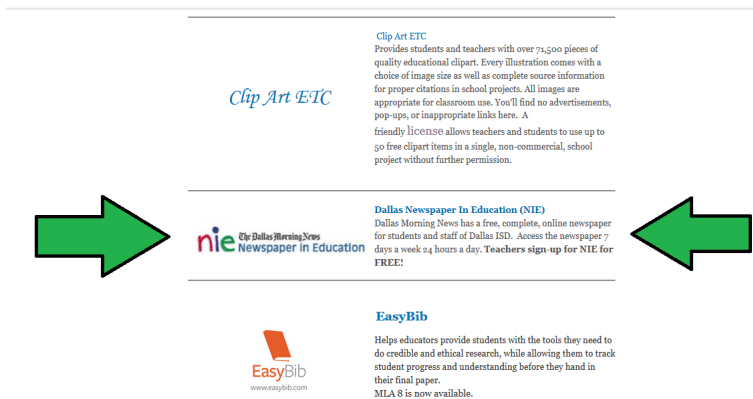 Clip Art ETC
Clip Art ETC
Provides students and teachers with over 71,500 pieces of
quality educational clipart. Every illustration comes with a
choice of image size as well as complete source information
for proper citations in school projects. All images are
appropriate for classroom use. You'll find no advertisements,
pop-ups, or inappropriate links here.  A
friendly license allows teachers and students to use up to
50 free clipart items in a single, non-commercial, school
project without further permission.
nie The Dallas Morning News
Newspaper in Education
Dallas Newspaper In Education (NIE)
Dallas Morning News has a free, complete, online newspaper
for students and staff of Dallas ISD.  Access the newspaper 7
days a week 24 hours a day. Teachers sign-up for NIE for
FREE!
EasyBib
www.easybib.com
EasyBib
Helps educators provide students with the tools they need to
do credible and ethical research, while allowing them to track
student progress and understanding before they hand in
their final paper.
MLA 8 is now available.